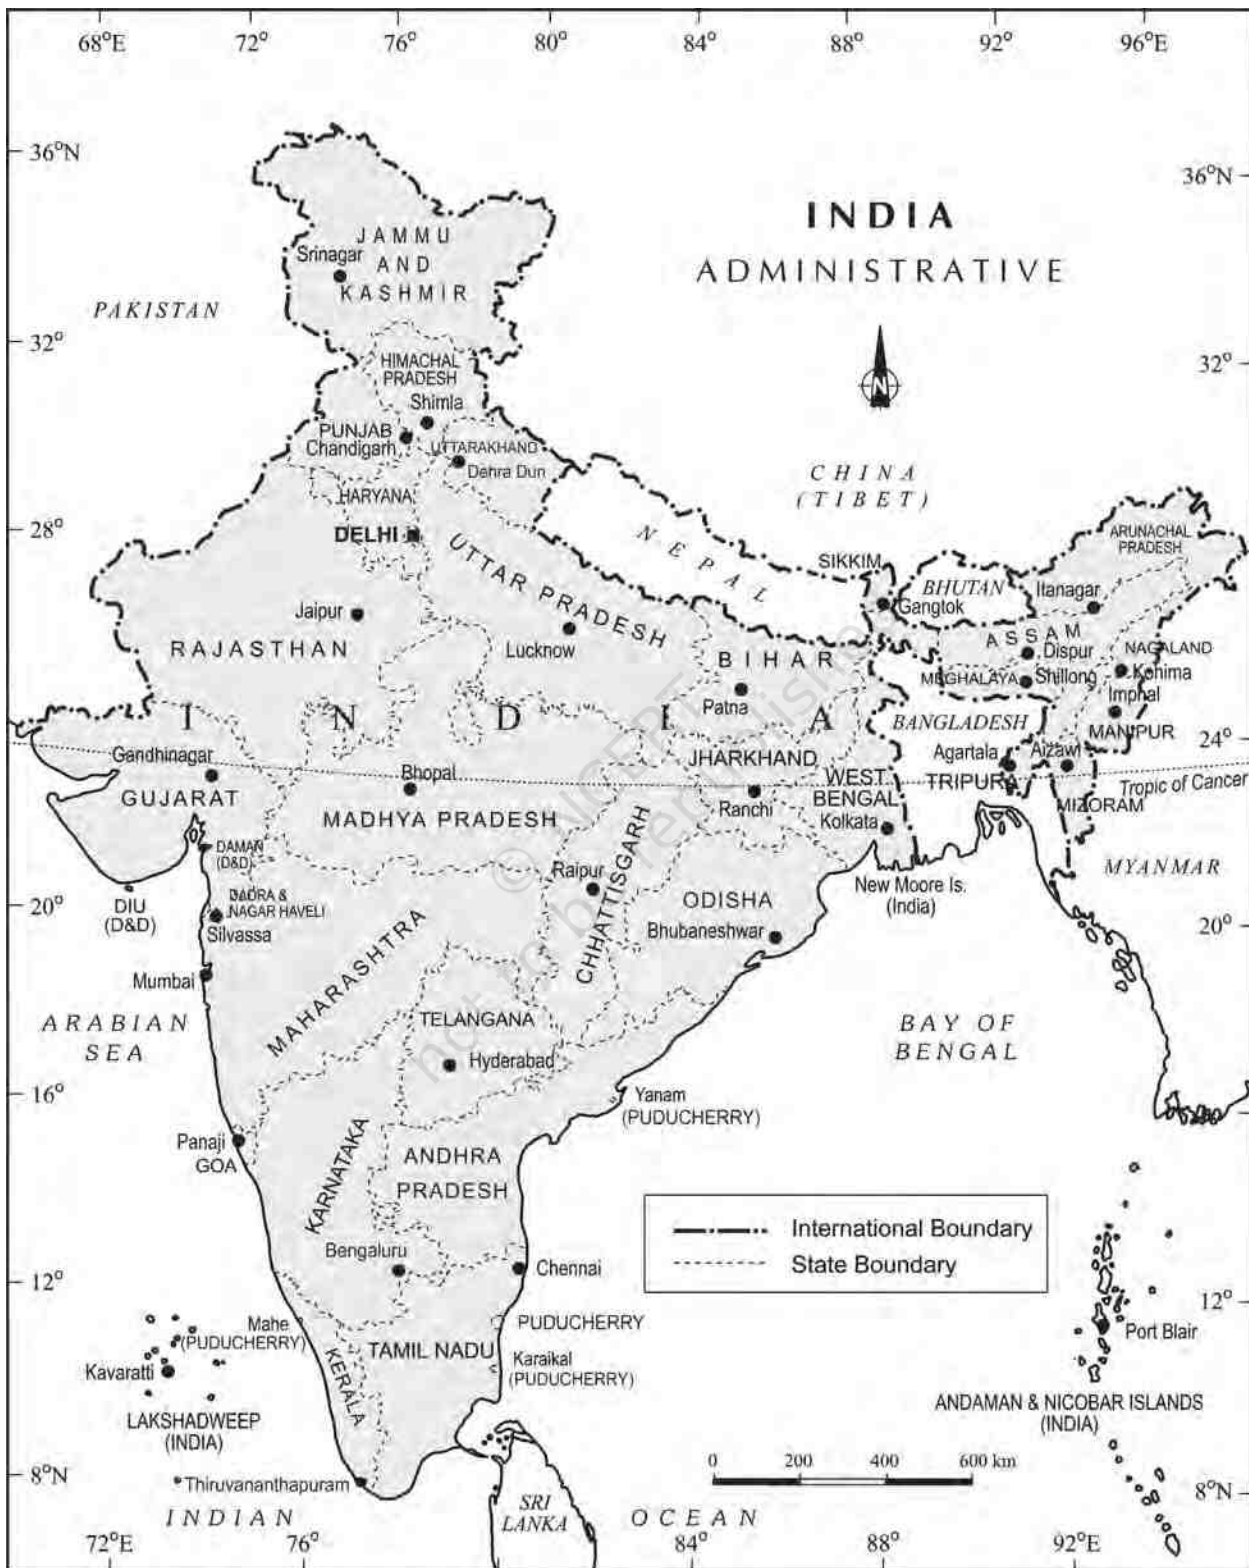 68°E 72° 76° 80° 84° 88° 92° 96°E
36°N
36°N
INDIA
ADMINISTRATIVE
JAMMU
AND
KASHMIR
Srinagar
PAKISTAN
32°
32°
N
HIMACHAL
PRADESH
Shimla
PUNJAB
Chandigarh
UTTARAKHAND
Dehra Dun
HARYANA
CHINA
(TIBET)
28°
28°
DELHI
NEPAL
UTTAR PRADESH
Lucknow
SIKKIM
Gangtok
BHUTAN
ARUNACHAL
PRADESH
Itanagar
Jaipur
RAJASTHAN
BIHAR
Patna
ASSAM
Dispur
NAGALAND
Kohima
MEGHALAYA
Shillong
Imphal
MANIPUR
INDIA
BANGLADESH
24°
Gandhinagar
GUJARAT
Bhopal
MADHYA PRADESH
JHARKHAND
Ranchi
WEST
BENGAL
Kolkata
Agartala
TRIPURA
Aizawl
MIZORAM
Tropic of Cancer
MYANMAR
DAMAN
(D&D)
DIU
(D&D)
DADRA &
NAGAR HAVELI
Silvassa
20°
20°
Raipur
CHHATTISGARH
ODISHA
Bhubaneshwar
New Moore Is.
(India)
MAHARASHTRA
Mumbai
ARABIAN
SEA
TELANGANA
Hyderabad
BAY OF
BENGAL
16°
Yanam
(PUDUCHERRY)
Panaji
GOA
KARNATAKA
ANDHRA
PRADESH
International Boundary
State Boundary
Bengaluru
Chennai
12°
12°
Mahe
(PUDUCHERRY)
PUDUCHERRY
TAMIL NADU
Karaikal
(PUDUCHERRY)
KERALA
Kavaratti
LAKSHADWEEP
(INDIA)
Port Blair
ANDAMAN & NICOBAR ISLANDS
(INDIA)
0 200 400 600 km
8°N
8°N
Thiruvananthapuram
SRI
LANKA
INDIAN OCEAN
72°E 76° 88° 92°E
© NCERT
not to be republished